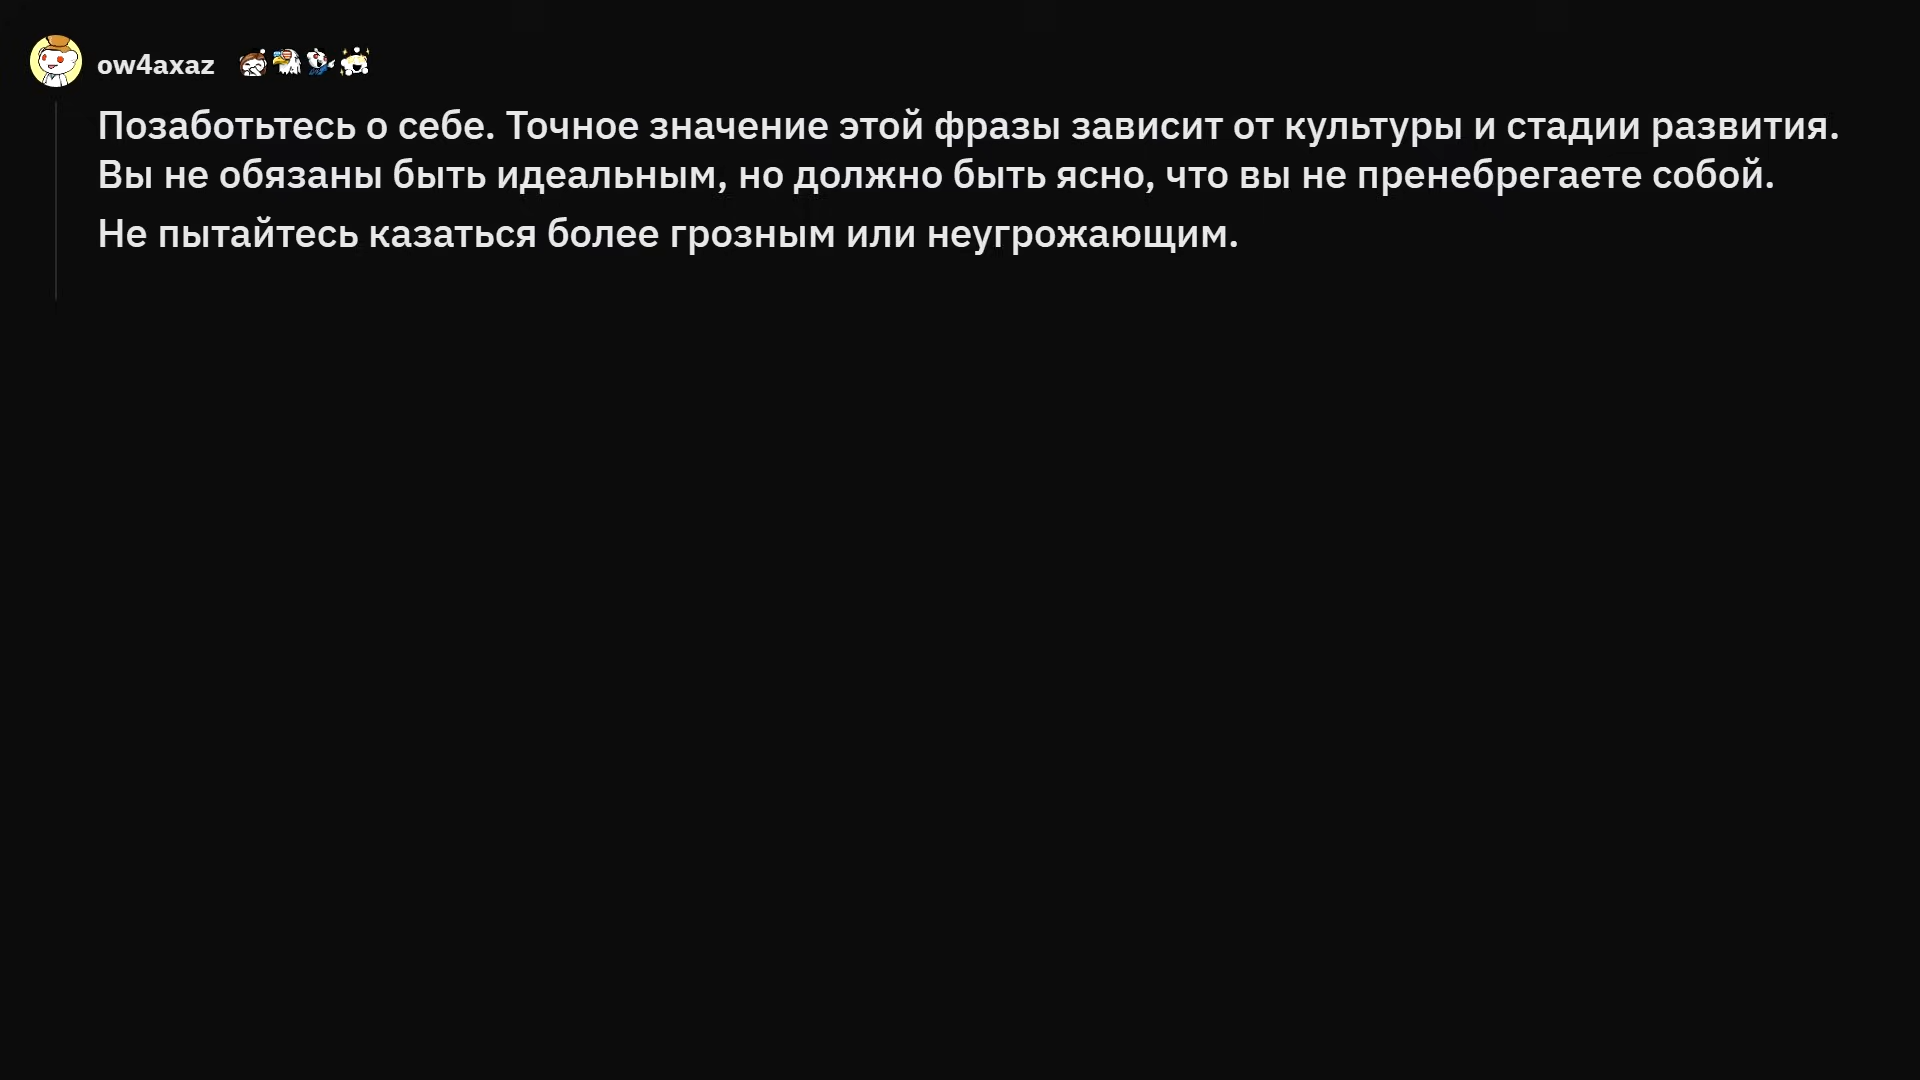 ow4axaz
Позаботьтесь о себе. Точное значение этой фразы зависит от культуры и стадии развития.
Вы не обязаны быть идеальным, но должно быть ясно, что вы не пренебрегаете собой.
Не пытайтесь казаться более грозным или неугрожающим.